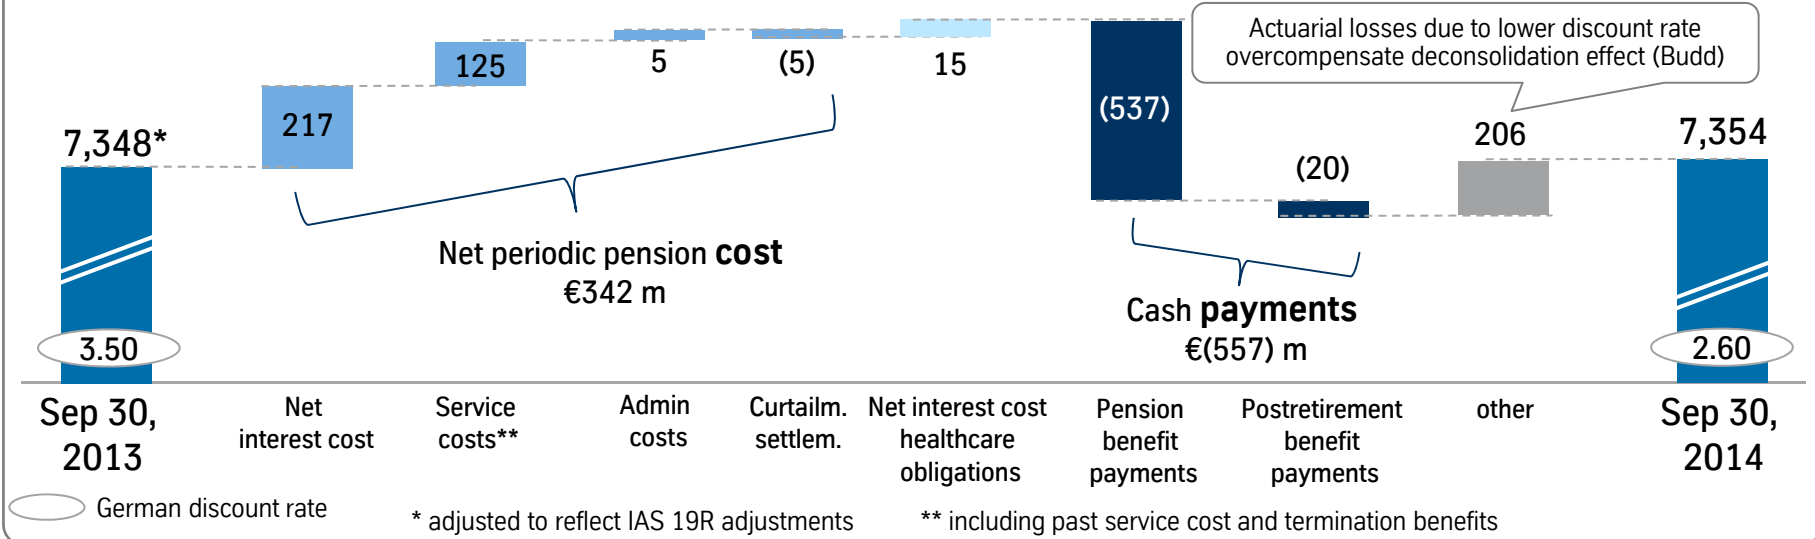 Actuarial losses due to lower discount rate
overcompensate deconsolidation effect (Budd)
7,348*
217
125
5
(5)
15
(537)
(20)
206
7,354
Net periodic pension cost
€342 m
Cash payments
€(557) m
3.50
2.60
Sep 30,
2013
Net
interest cost
Service
costs**
Admin
costs
Curtailm.
settlem.
Net interest cost
healthcare
obligations
Pension
benefit
payments
Postretirement
benefit
payments
other
Sep 30,
2014
German discount rate
* adjusted to reflect IAS 19R adjustments
** including past service cost and termination benefits